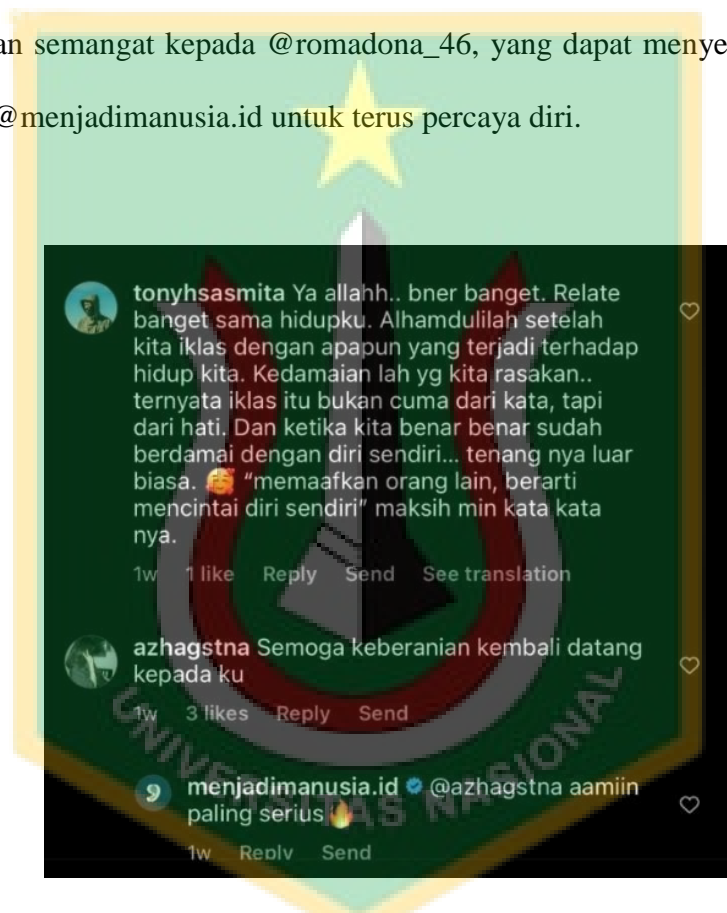 an semangat kepada @romadona_46, yang dapat menye
@menjadimanusia.id untuk terus percaya diri.
tonyhsasmita Ya allahh.. bner banget. Relate
banget sama hidupku. Alhamdulilah setelah
kita iklas dengan apapun yang terjadi terhadap
hidup kita. Kedamaian lah yg kita rasakan..
ternyata iklas itu bukan cuma dari kata, tapi
dari hati. Dan ketika kita benar benar sudah
berdamai dengan diri sendiri... tenang nya luar
biasa. 🥰 “memaafkan orang lain, berarti
mencintai diri sendiri” maksih min kata kata
nya.
1w 1 like Reply Send See translation
azhagstna Semoga keberanian kembali datang
kepada ku
1w 3 likes Reply Send
menjadimanusia.id @azhagstna aamiin
paling serius 🔥
1w Reply Send
UNIVERSITAS NASIONAL